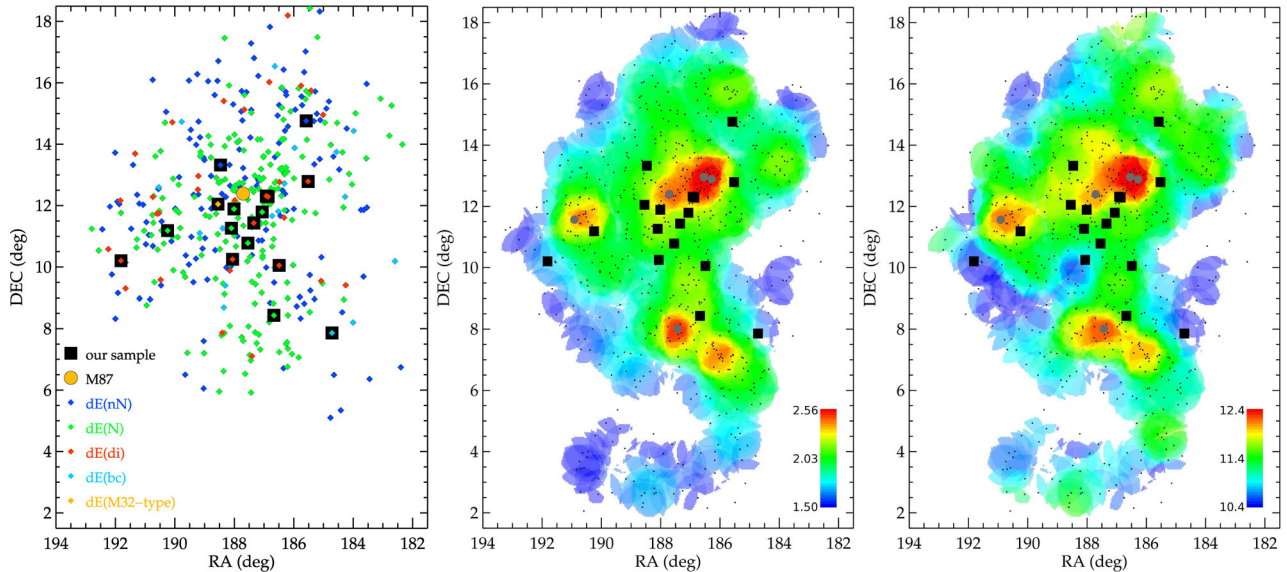 18
16
14
12
10
8
6
4
2
DEC (deg)
our sample
M87
dE(nN)
dE(N)
dE(di)
dE(bc)
dE(M32-type)
194 192 190 188 186 184 182
RA (deg)
18
16
14
12
10
8
6
4
2
DEC (deg)
2.56
2.03
1.50
194 192 190 188 186 184 182
RA (deg)
18
16
14
12
10
8
6
4
2
DEC (deg)
12.4
11.4
10.4
194 192 190 188 186 184 182
RA (deg)